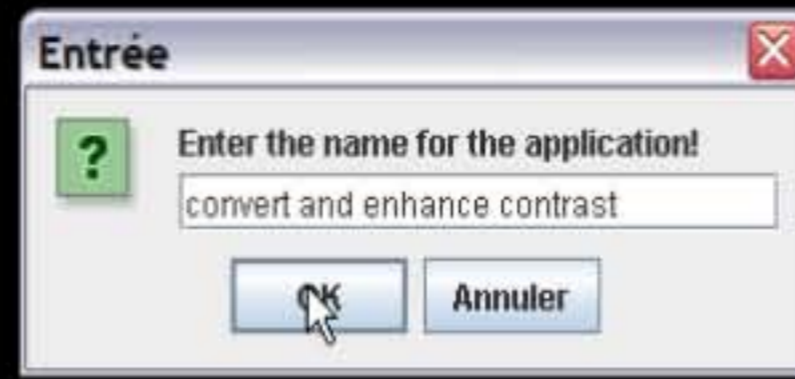 Entrée
? Enter the name for the application!
convert and enhance contrast
OK Annuler